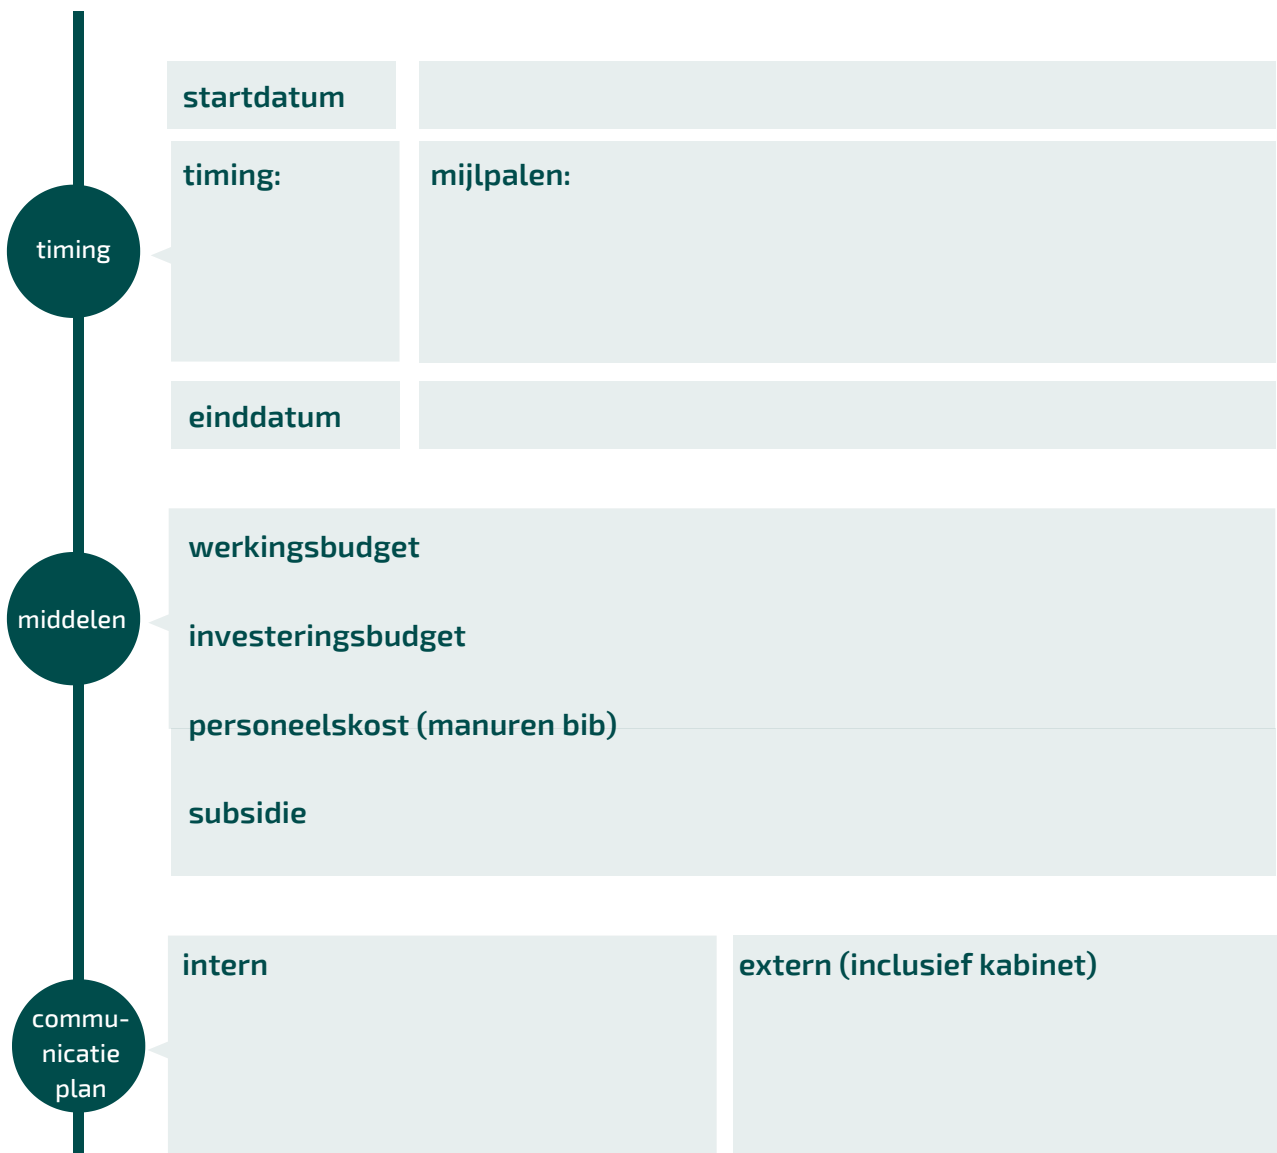 startdatum
timing:
mijlpalen:
timing
einddatum
werkingsbudget
middelen
investeringsbudget
personeelskost (manuren bib)
subsidie
intern
extern (inclusief kabinet)
commu-
nicatie
plan